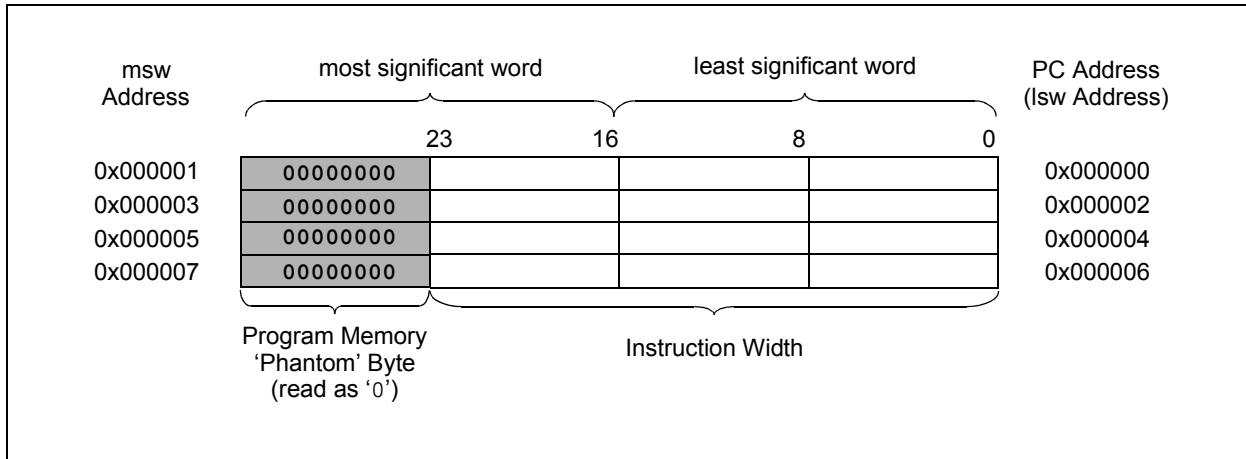 msw
Address
most significant word
least significant word
PC Address
(lsw Address)
23
16
8
0
0x000001
00000000
0x000000
0x000003
00000000
0x000002
0x000005
00000000
0x000004
0x000007
00000000
0x000006
Program Memory
‘Phantom’ Byte
(read as ‘0’)
Instruction Width